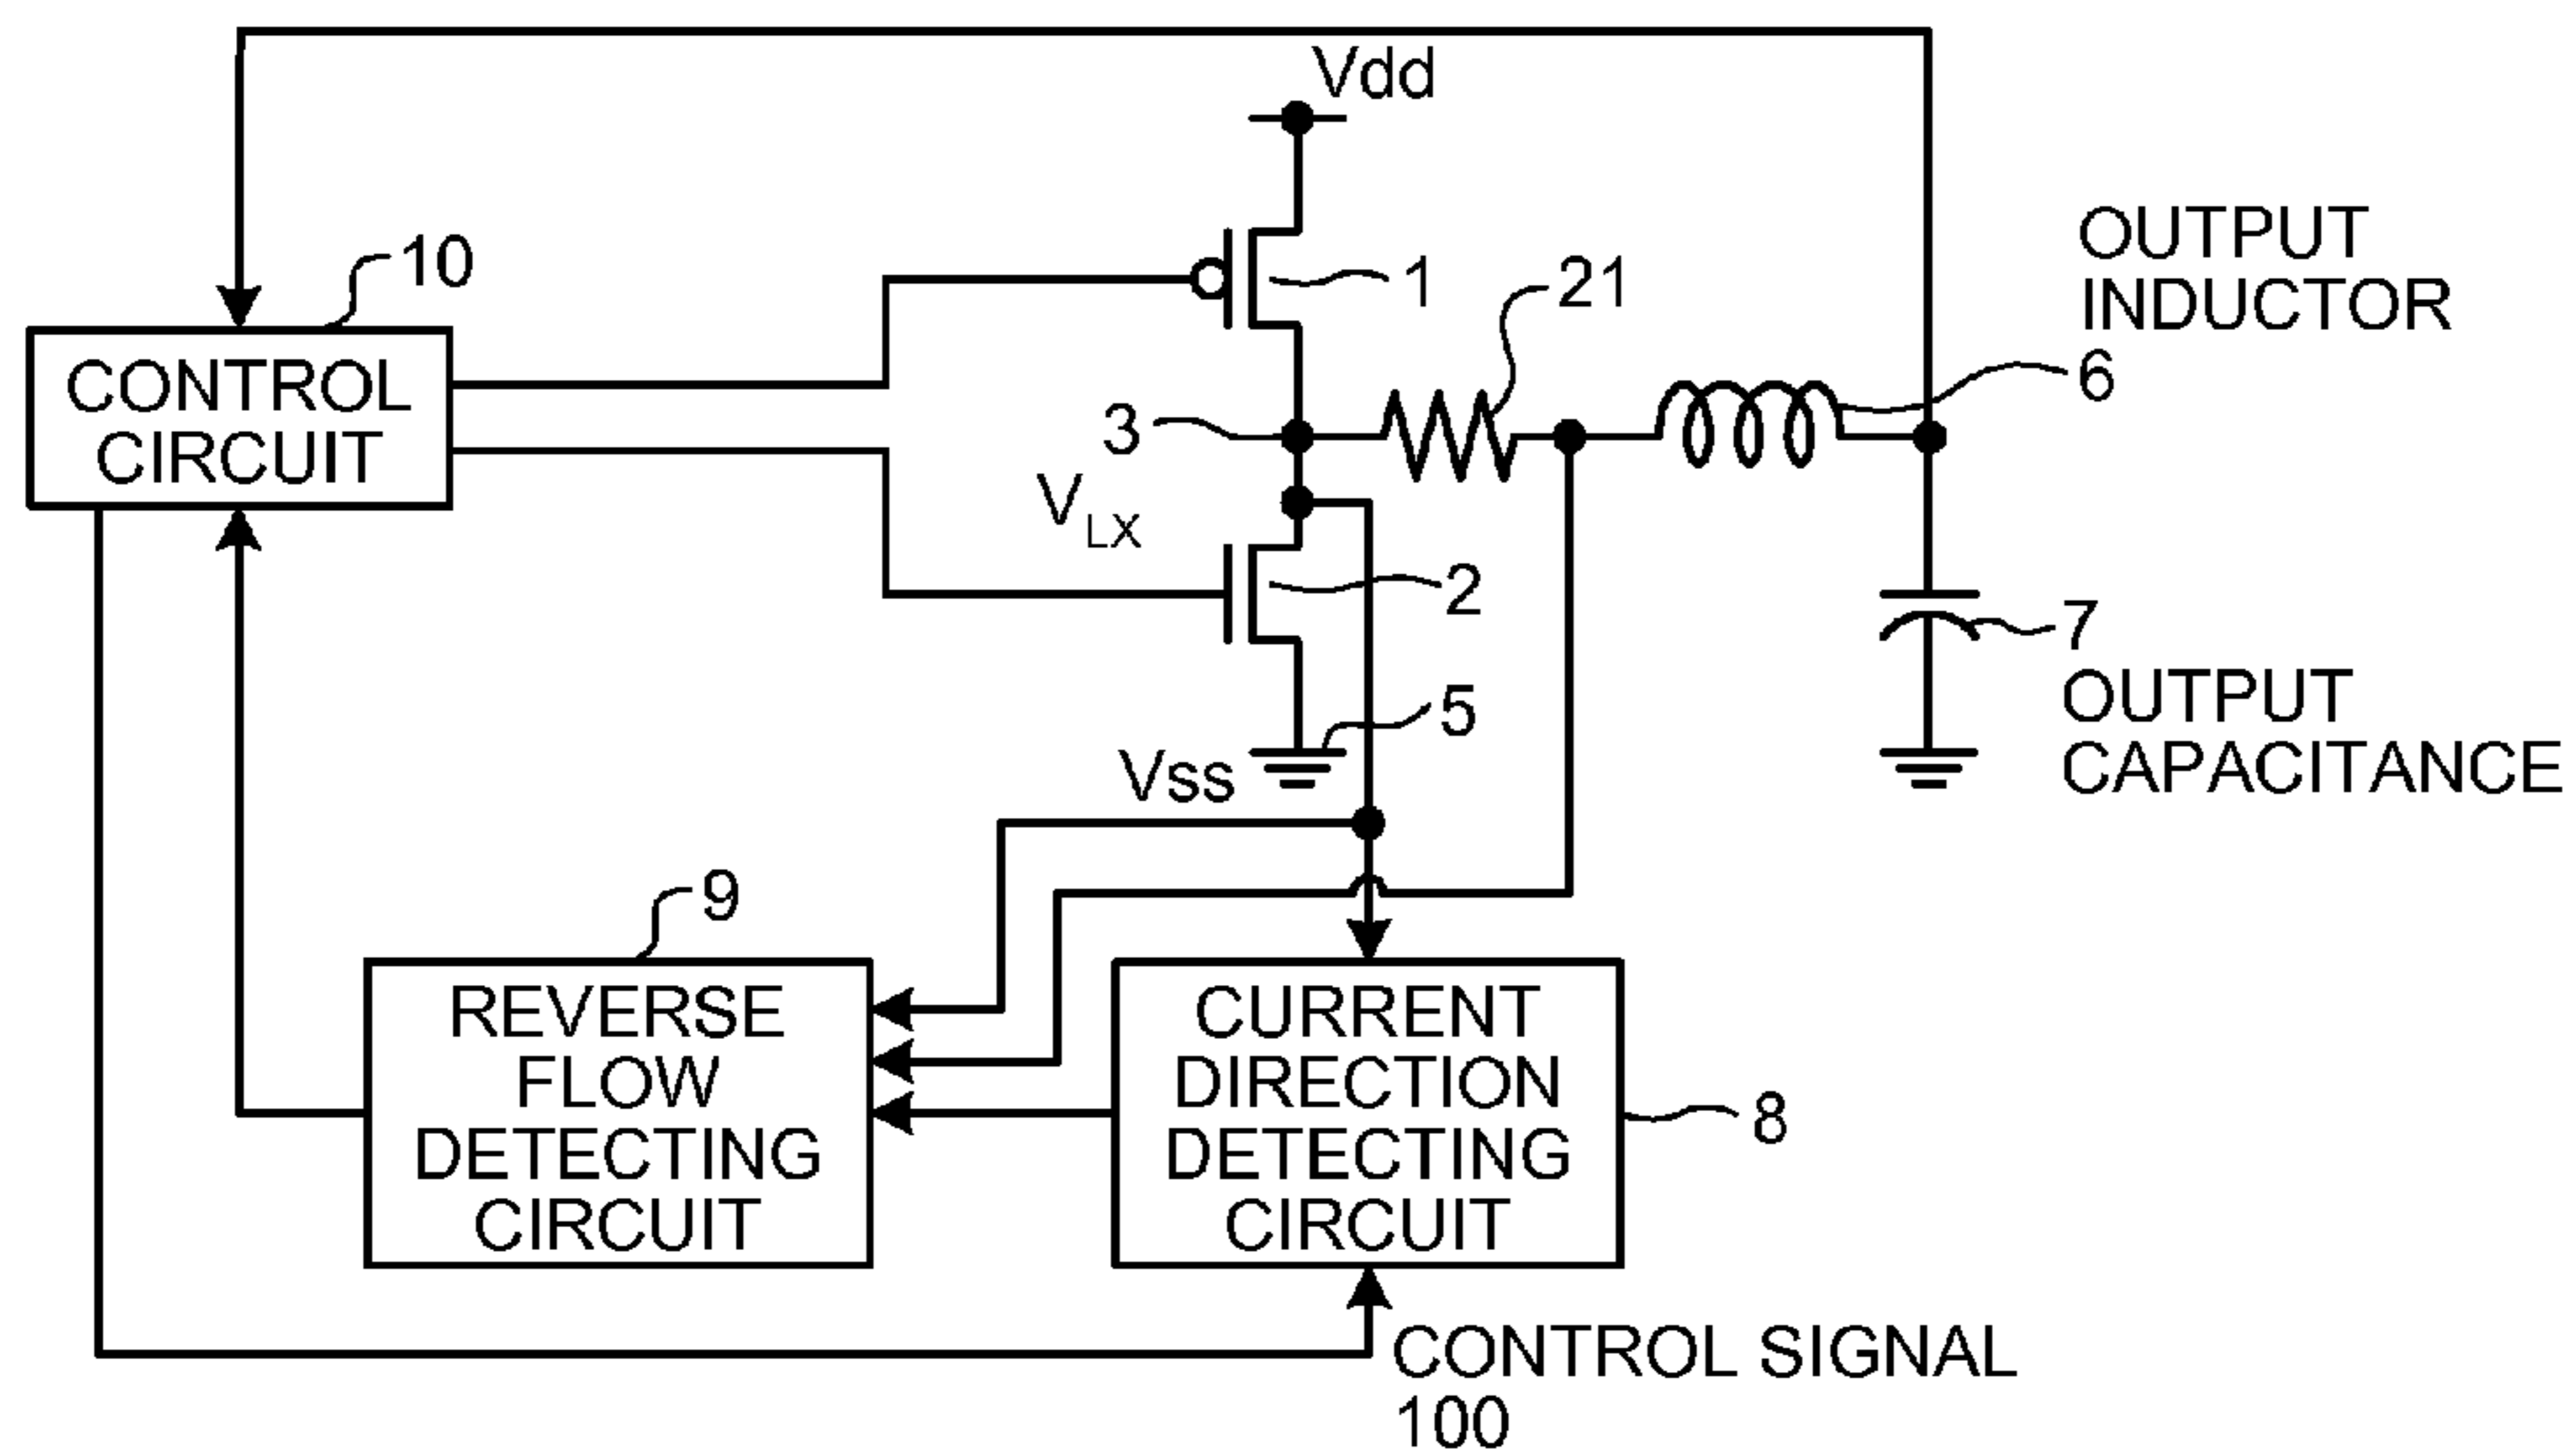 Vdd
10
CONTROL
CIRCUIT
1
21
OUTPUT
INDUCTOR
6
3
VLX
2
7
OUTPUT
CAPACITANCE
5
Vss
9
REVERSE
FLOW
DETECTING
CIRCUIT
CURRENT
DIRECTION
DETECTING
CIRCUIT
8
CONTROL SIGNAL
100